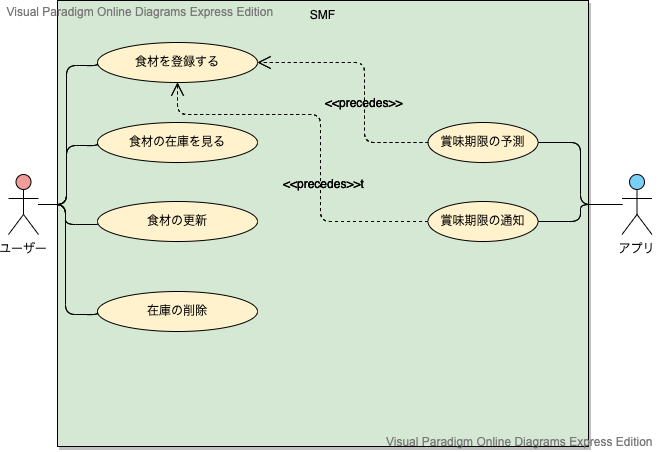 Visual Paradigm Online Diagrams Express Edition
SMF
食材を登録する
<<precedes>>
食材の在庫を見る
賞味期限の予測
<<precedes>>t
食材の更新
賞味期限の通知
ユーザー
アプリ
在庫の削除
Visual Paradigm Online Diagrams Express Edition